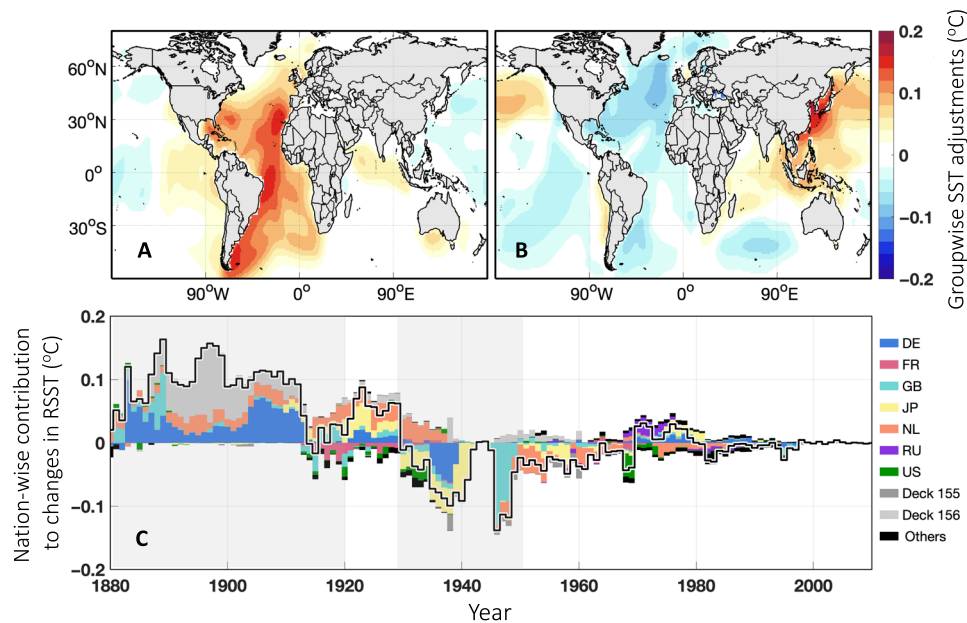 60°N
30°N
0°
30°S
A
90°W
0°
90°E
B
90°W
0°
90°E
0.2
0.1
0
−0.1
−0.2
Groupwise SST adjustments (°C)
Nation-wise contribution
to changes in RSST (°C)
0.2
0.1
0
−0.1
−0.2
C
1880
1900
1920
1940
1960
1980
2000
Year
DE
FR
GB
JP
NL
RU
US
Deck 155
Deck 156
Others